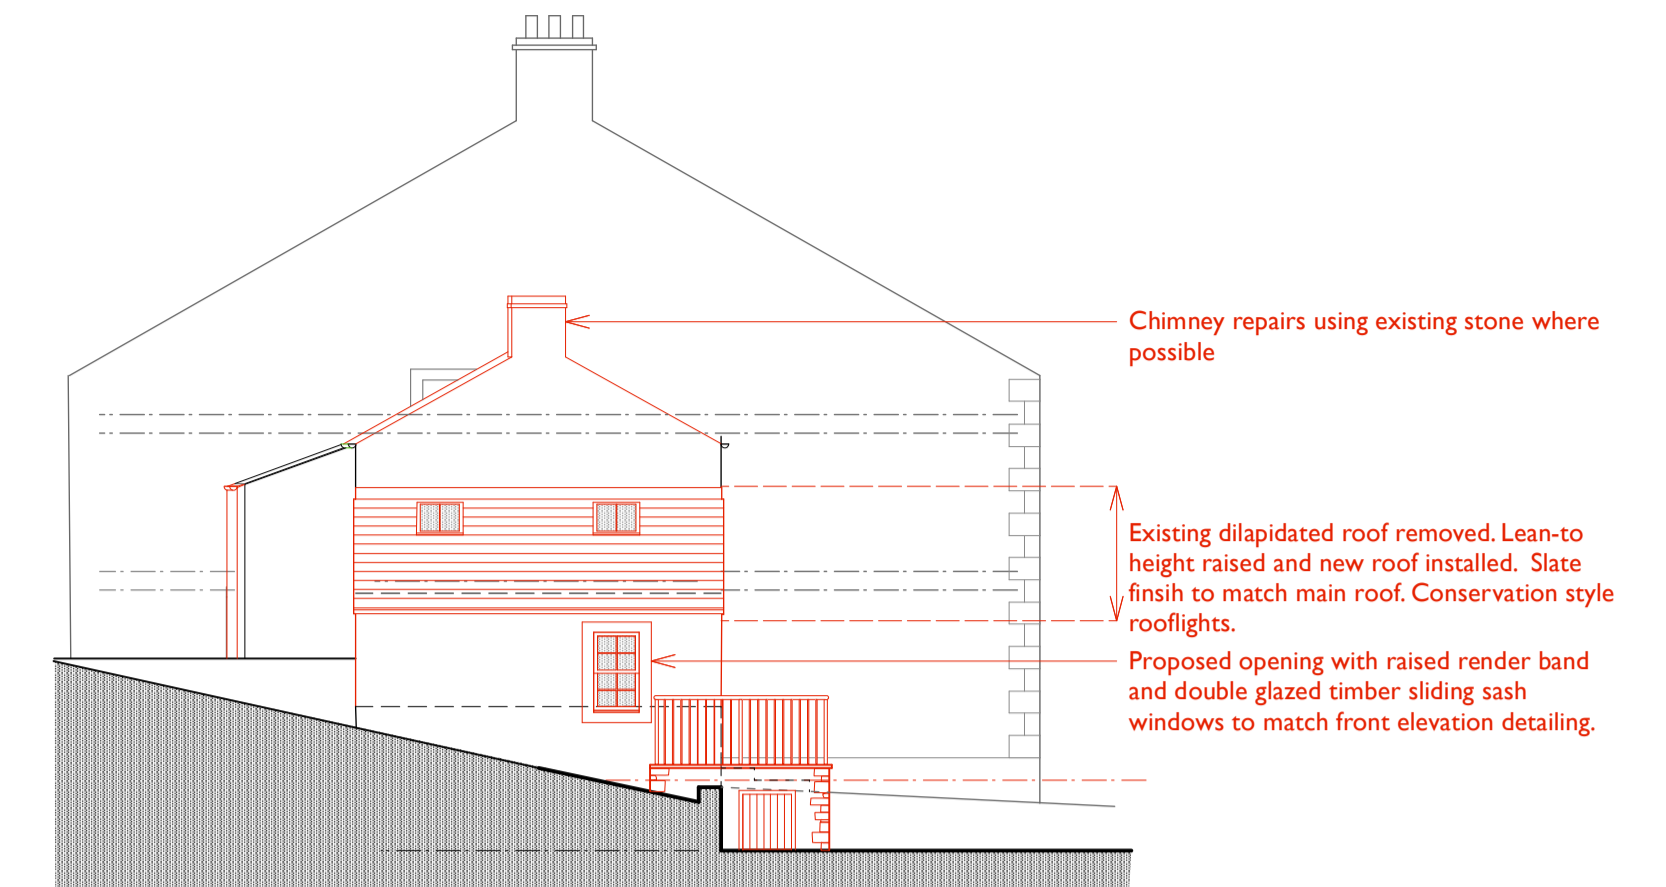 Chimney repairs using existing stone where
possible
Existing dilapidated roof removed. Lean-to
height raised and new roof installed. Slate
finsih to match main roof. Conservation style
rooflights.
Proposed opening with raised render band
and double glazed timber sliding sash
windows to match front elevation detailing.